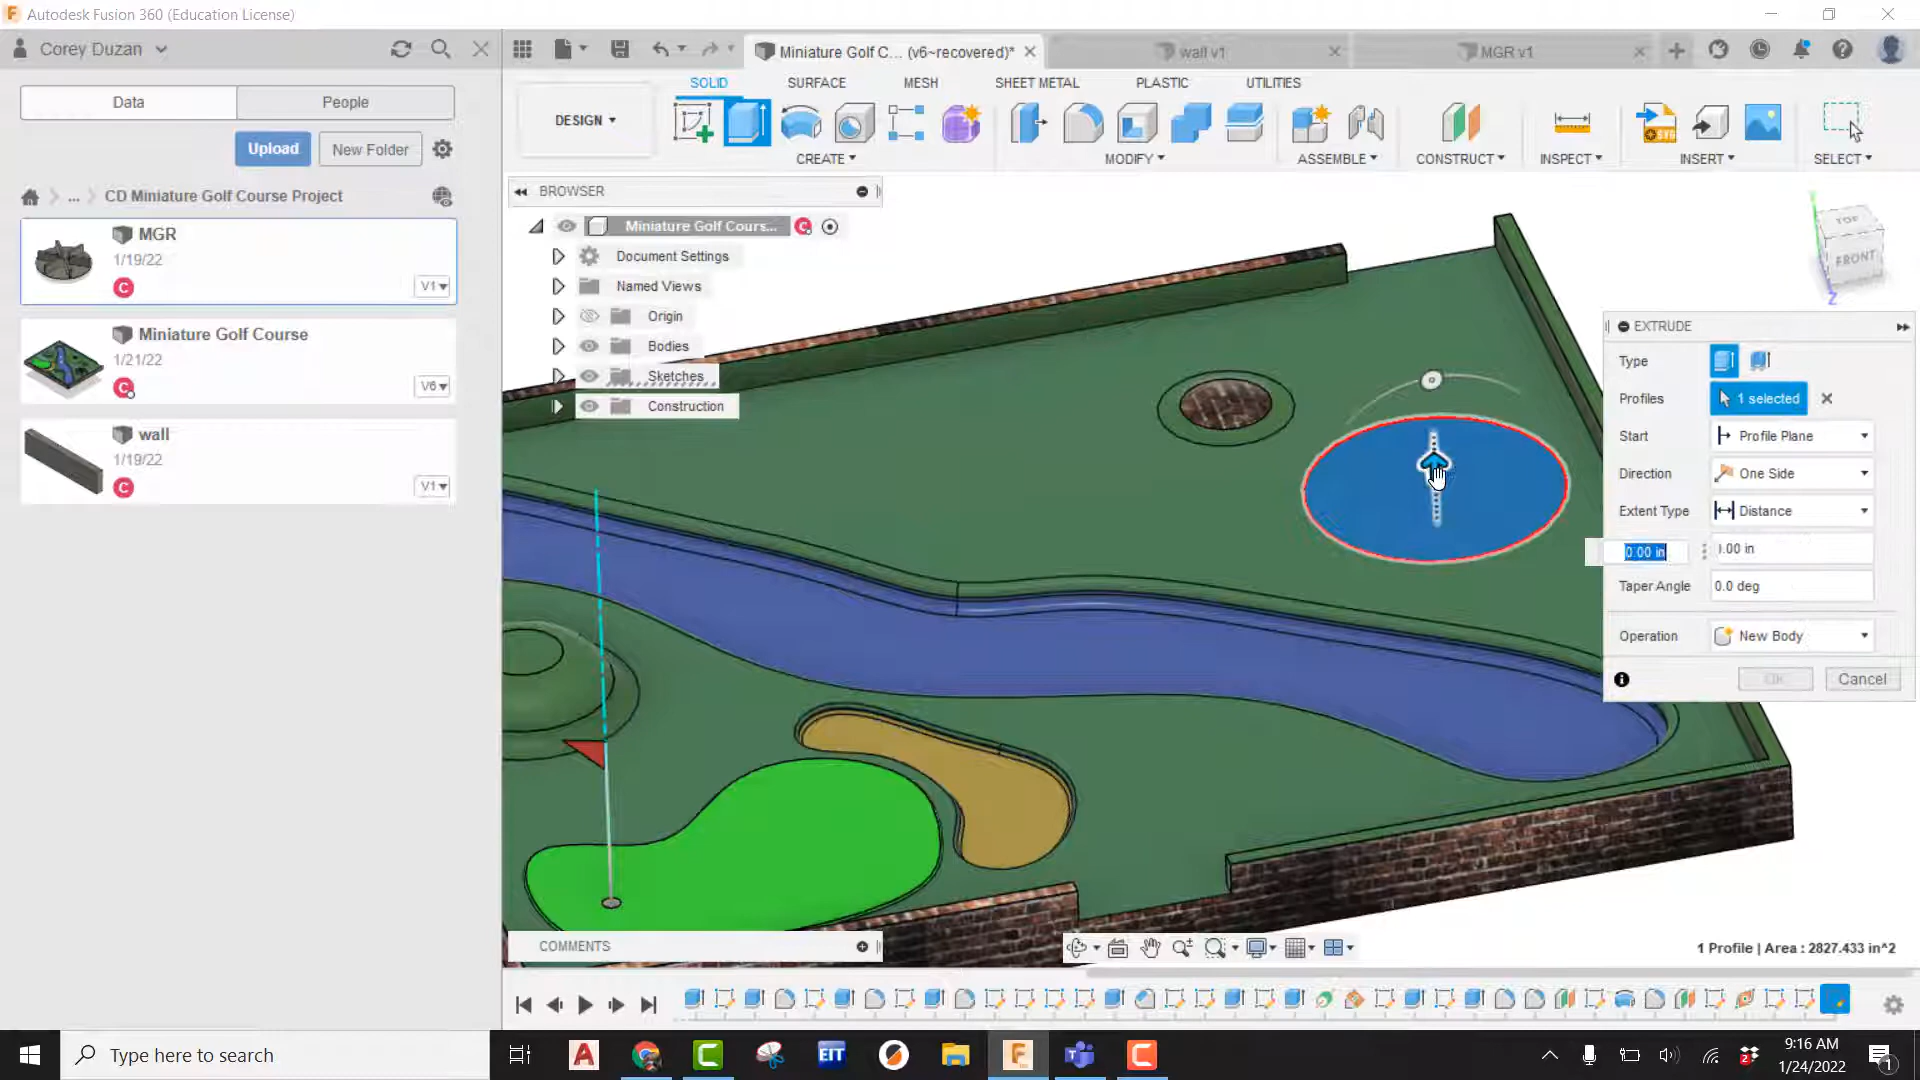 Autodesk Fusion 360 (Education License)
Corey Duzan
Miniature Golf C... (v6~recovered)*
wall v1
MGR v1
SOLID
SURFACE
MESH
SHEET METAL
PLASTIC
UTILITIES
Data
People
DESIGN
Upload
New Folder
CREATE
MODIFY
ASSEMBLE
CONSTRUCT
INSPECT
INSERT
SELECT
... CD Miniature Golf Course Project
BROWSER
MGR
1/19/22
C
V1
Miniature Golf Cours...
C
Document Settings
Named Views
Origin
Bodies
Sketches
Construction
TOP
FRONT
Z
Miniature Golf Course
1/21/22
C
V6
wall
1/19/22
C
V1
EXTRUDE
Type
Profiles
1 selected
Start
Profile Plane
Direction
One Side
Extent Type
Distance
0.00 in
.00 in
Taper Angle
0.0 deg
Operation
New Body
Cancel
COMMENTS
1 Profile | Area : 2827.433 in^2
Type here to search
EIT
9:16 AM
1/24/2022
1